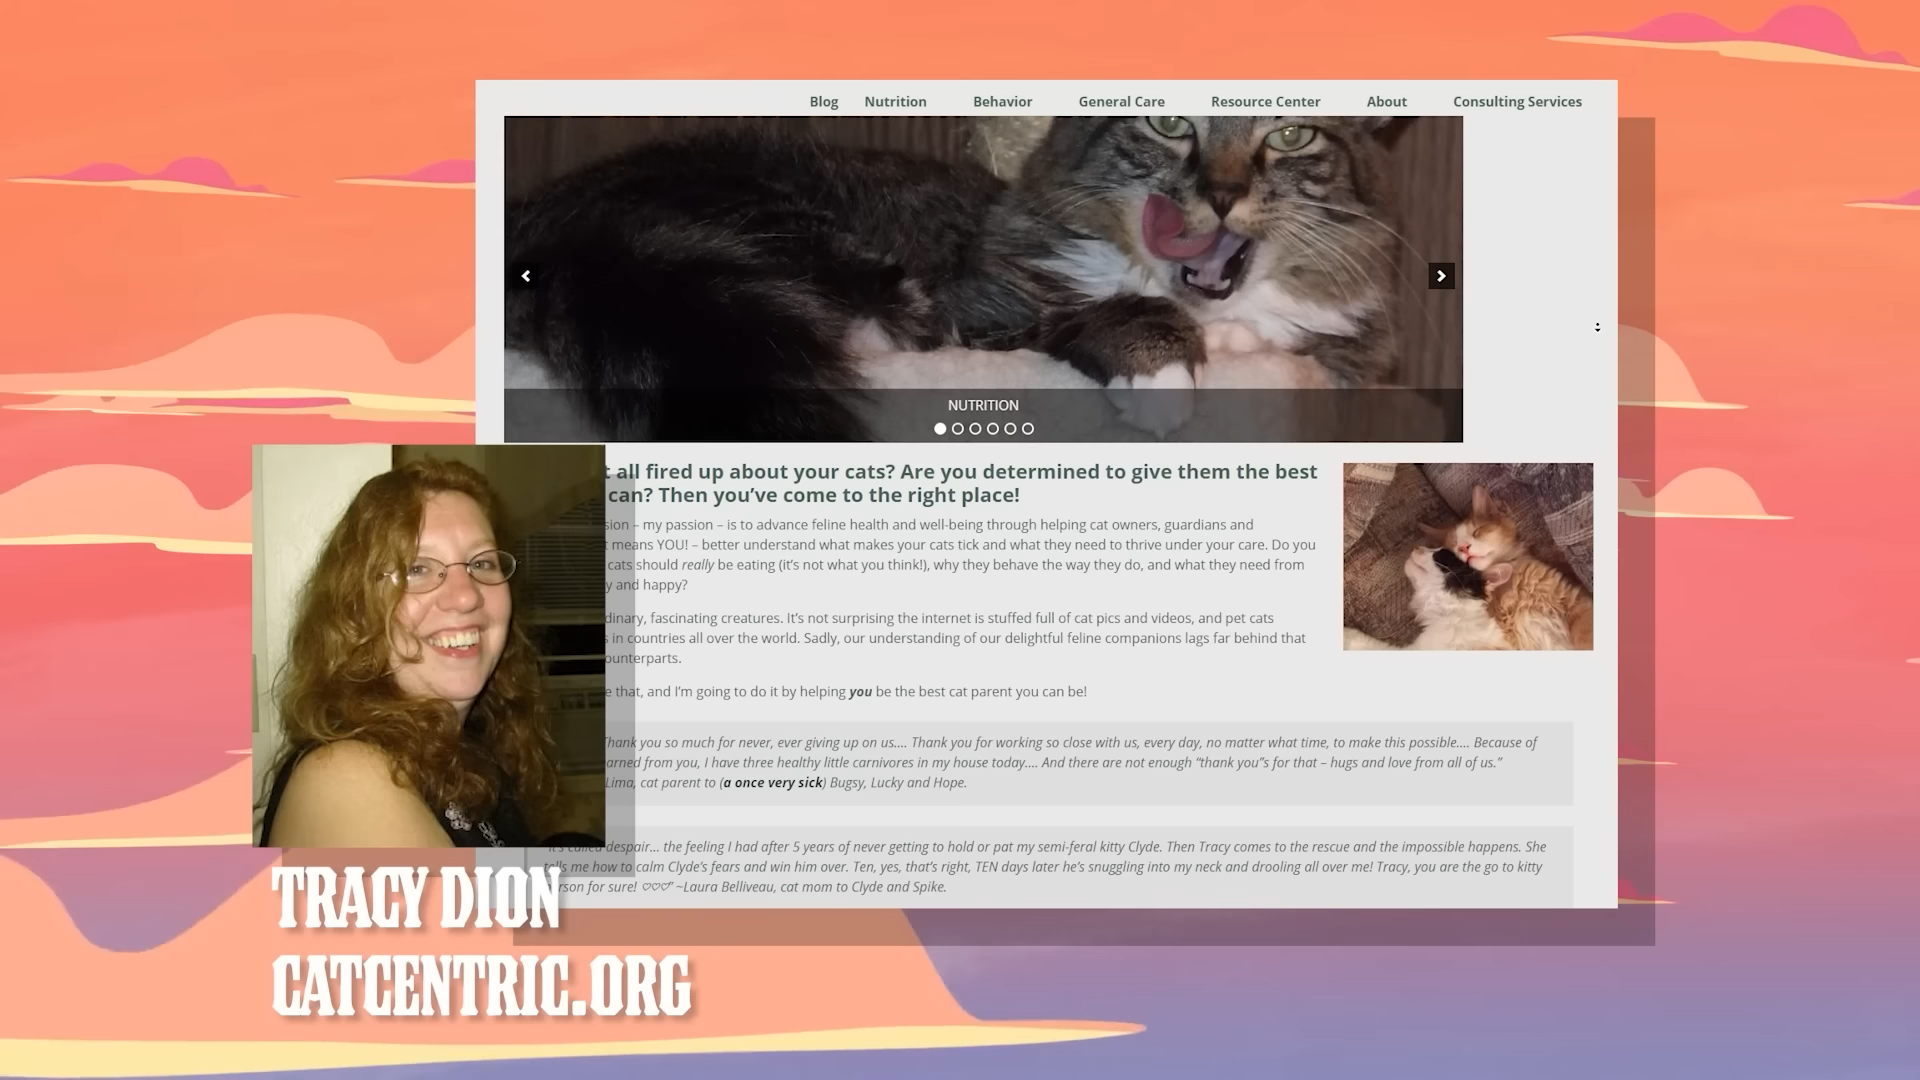 Blog Nutrition Behavior General Care Resource Center About Consulting Services
NUTRITION
all fired up about your cats? Are you determined to give them the best
can? Then you’ve come to the right place!
– my passion – is to advance feline health and well-being through helping cat owners, guardians and
means YOU! – better understand what makes your cats tick and what they need to thrive under your care. Do you
cats should really be eating (it’s not what you think!), why they behave the way they do, and what they need from
and happy?
fascinating creatures. It’s not surprising the internet is stuffed full of cat pics and videos, and pet cats
in countries all over the world. Sadly, our understanding of our delightful feline companions lags far behind that
that, and I’m going to do it by helping you be the best cat parent you can be!
Thank you so much for never, ever giving up on us.... Thank you for working so close with us, every day, no matter what time, to make this possible.... Because of
from you, I have three healthy little carnivores in my house today.... And there are not enough “thank you”s for that – hugs and love from all of us.”
Lima, cat parent to (a once very sick) Bugsy, Lucky and Hope.
despair... the feeling I had after 5 years of never getting to hold or pat my semi-feral kitty Clyde. Then Tracy comes to the rescue and the impossible happens. She
me how to calm Clyde’s fears and win him over. Ten, yes, that’s right, TEN days later he’s snuggling into my neck and drooling all over me! Tracy, you are the go to kitty
for sure! ♡♡♡” ~Laura Belliveau, cat mom to Clyde and Spike.
TRACY DION
CATCENTRIC.ORG